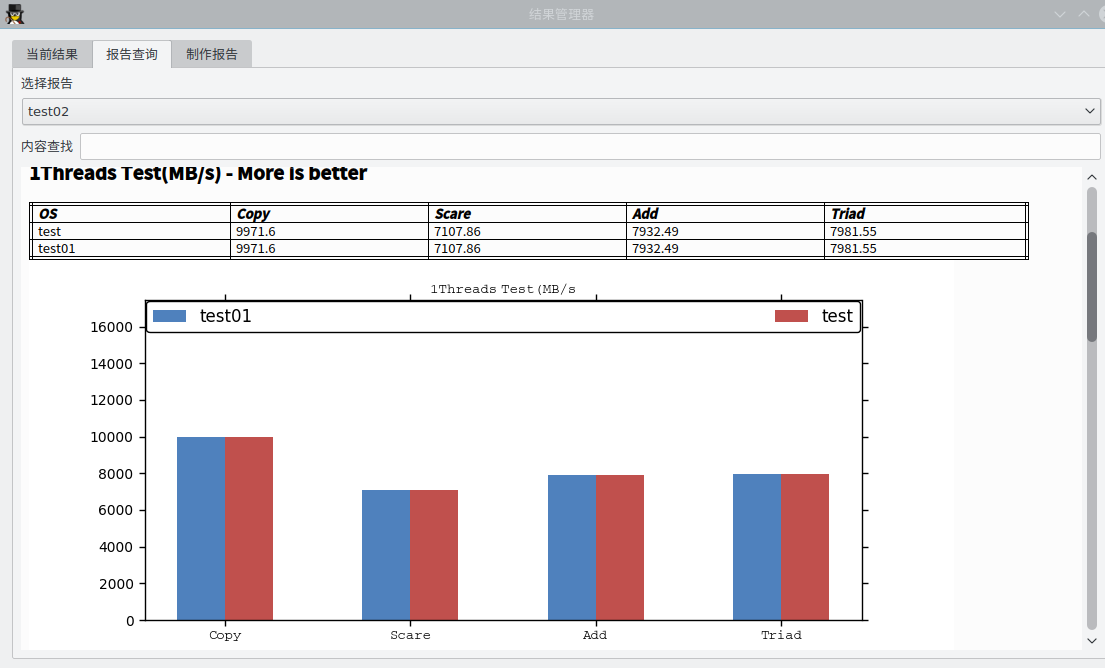 结果管理器
当前结果 报告查询 制作报告
选择报告
test02
内容查找
1Threads Test(MB/s) - More is better
OS Copy Scare Add Triad
test 9971.6 7107.86 7932.49 7981.55
test01 9971.6 7107.86 7932.49 7981.55
1Threads Test(MB/s
test01 test
16000
14000
12000
10000
8000
6000
4000
2000
0
Copy Scare Add Triad